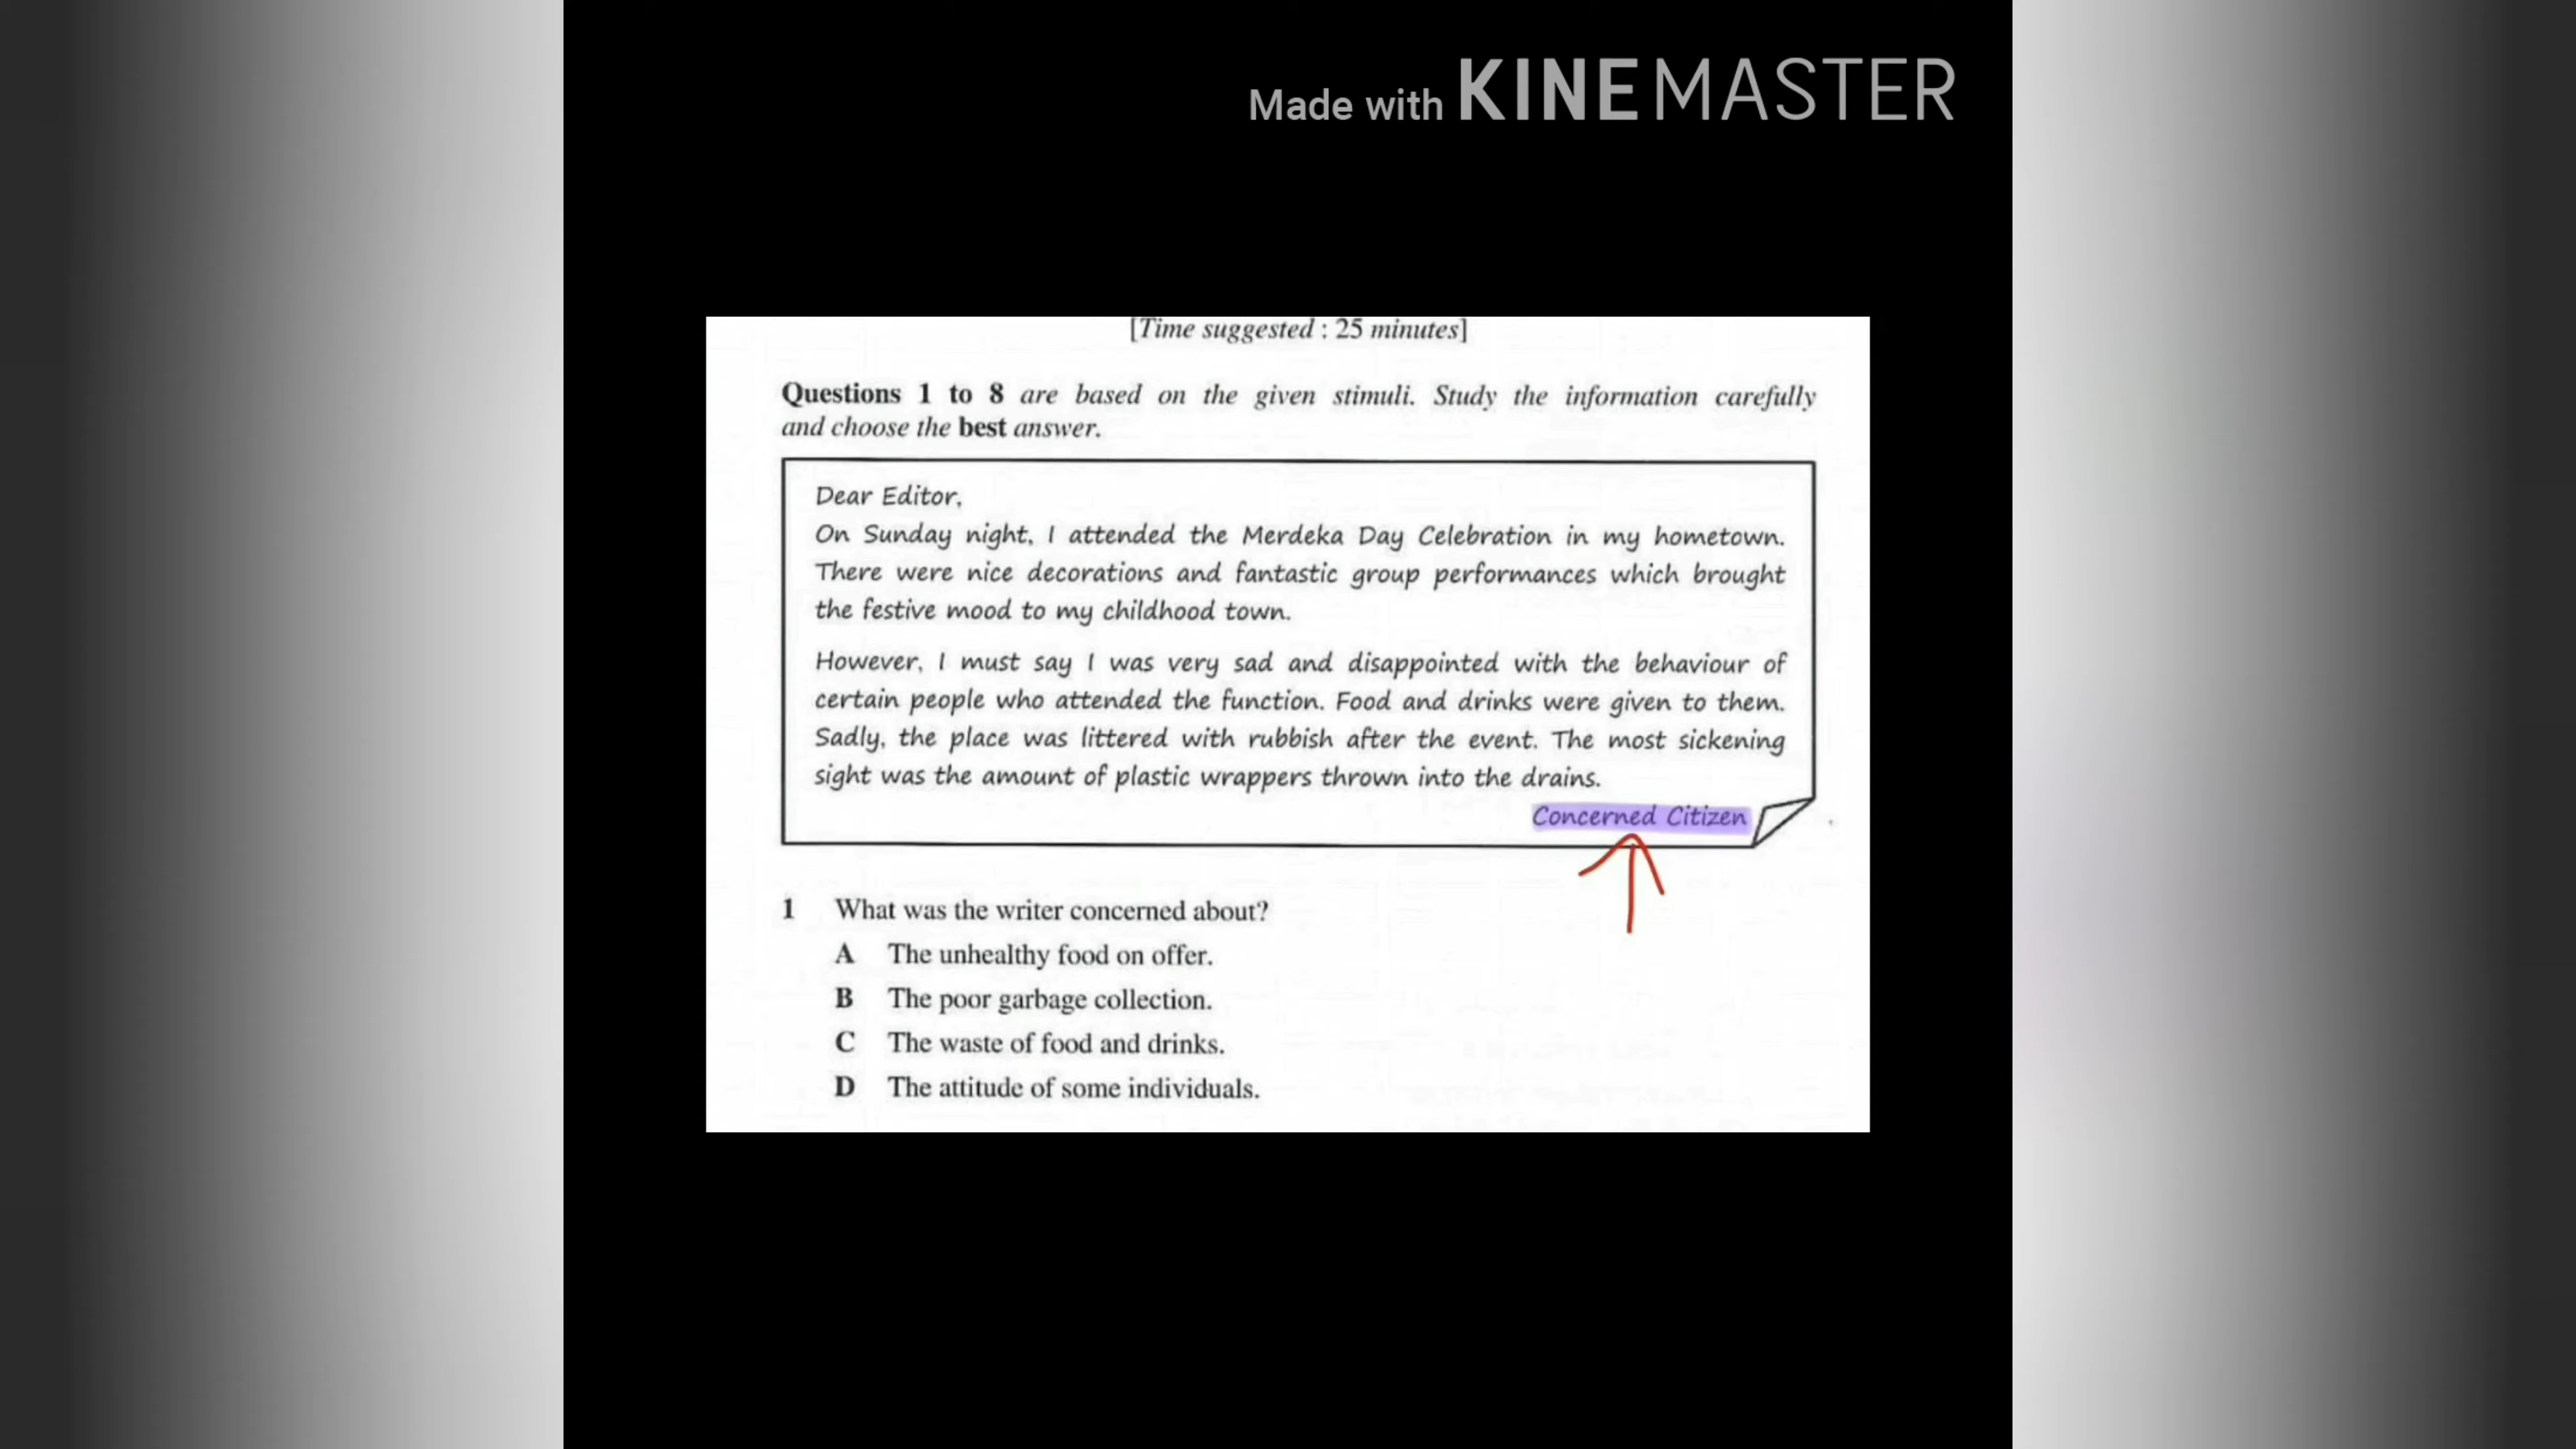 Made with KINEMASTER
[Time suggested : 25 minutes]
Questions 1 to 8 are based on the given stimuli. Study the information carefully
and choose the best answer.
Dear Editor,
On Sunday night, I attended the Merdeka Day Celebration in my hometown.
There were nice decorations and fantastic group performances which brought
the festive mood to my childhood town.
However, I must say I was very sad and disappointed with the behaviour of
certain people who attended the function. Food and drinks were given to them.
Sadly, the place was littered with rubbish after the event. The most sickening
sight was the amount of plastic wrappers thrown into the drains.
Concerned Citizen
1 What was the writer concerned about?
A The unhealthy food on offer.
B The poor garbage collection.
C The waste of food and drinks.
D The attitude of some individuals.